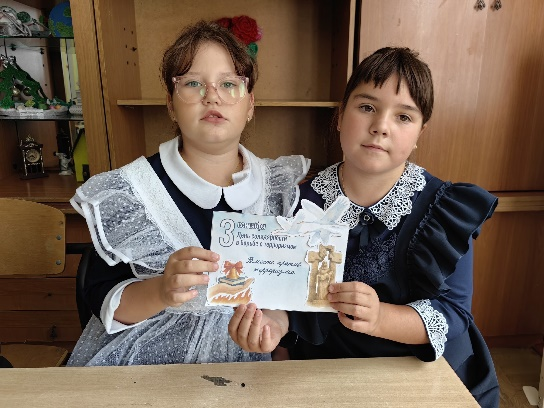 3 сентября
День солидарности
в борьбе с терроризмом
Вместе против
терроризма